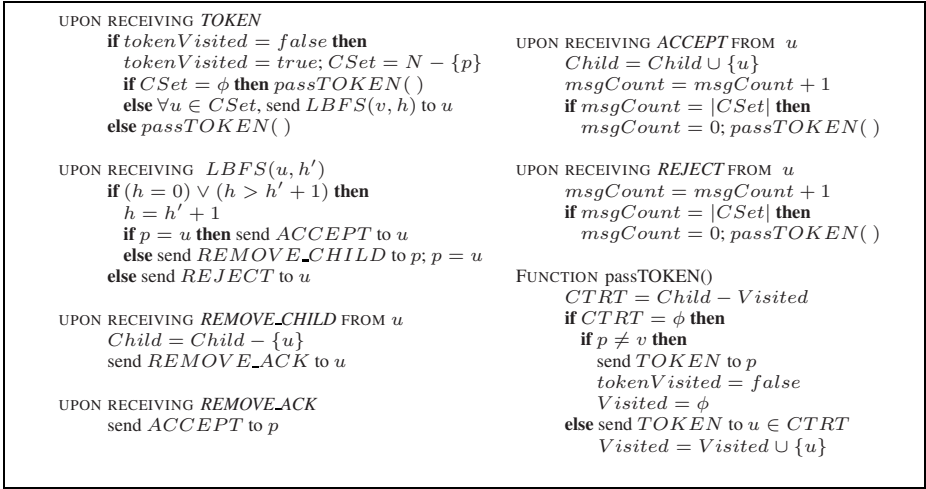 UPON RECEIVING TOKEN
if tokenVisited = false then
tokenVisited = true; CSet = N − {p}
if CSet = ϕ then passTOKEN( )
else ∀u ∈ CSet, send LBFS(v, h) to u
else passTOKEN( )
UPON RECEIVING LBFS(u, h′)
if (h = 0) ∨ (h > h′ + 1) then
h = h′ + 1
if p = u then send ACCEPT to u
else send REMOVE_CHILD to p; p = u
else send REJECT to u
UPON RECEIVING REMOVE_CHILD FROM u
Child = Child − {u}
send REMOVE_ACK to u
UPON RECEIVING REMOVE_ACK
send ACCEPT to p
UPON RECEIVING ACCEPT FROM u
Child = Child ∪ {u}
msgCount = msgCount + 1
if msgCount = |CSet| then
msgCount = 0; passTOKEN( )
UPON RECEIVING REJECT FROM u
msgCount = msgCount + 1
if msgCount = |CSet| then
msgCount = 0; passTOKEN( )
FUNCTION passTOKEN()
CTRT = Child − Visited
if CTRT = ϕ then
if p ≠ v then
send TOKEN to p
tokenVisited = false
Visited = ϕ
else send TOKEN to u ∈ CTRT
Visited = Visited ∪ {u}